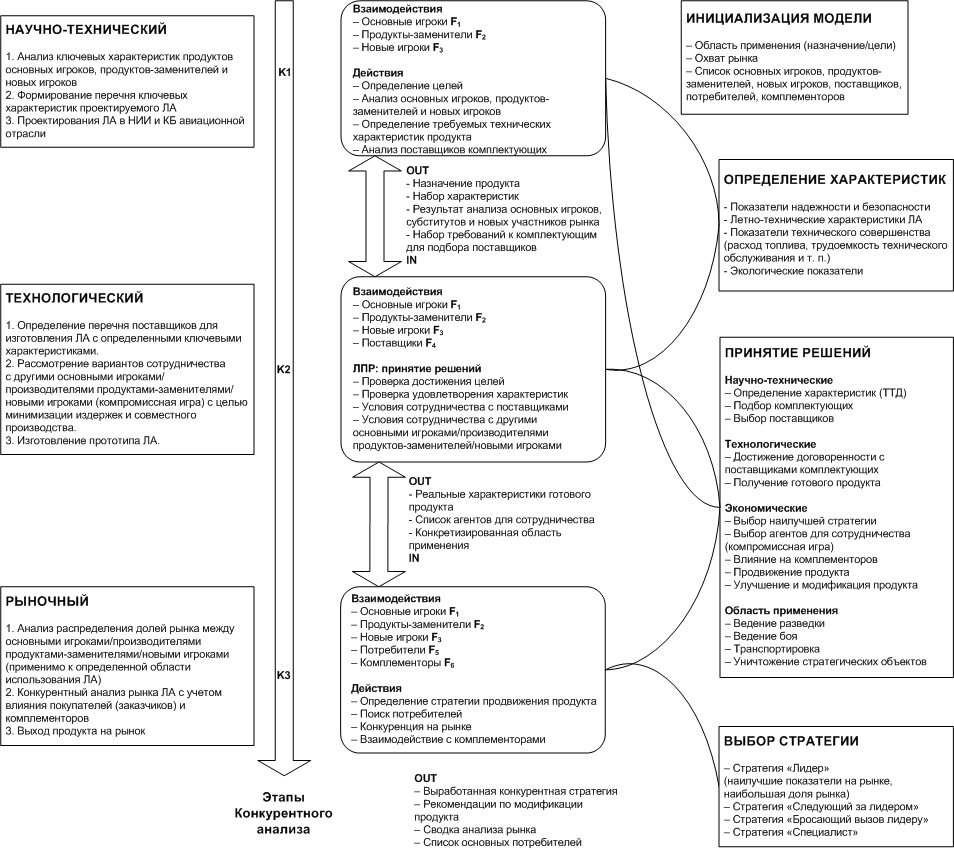 НАУЧНО-ТЕХНИЧЕСКИЙ
1. Анализ ключевых характеристик продуктов
основных игроков, продуктов-заменителей и
новых игроков
2. Формирование перечня ключевых
характеристик проектируемого ЛА
3. Проектирования ЛА в НИИ и КБ авиационной
отрасли
ТЕХНОЛОГИЧЕСКИЙ
1. Определение перечня поставщиков для
изготовления ЛА с определенными ключевыми
характеристиками.
2. Рассмотрение вариантов сотрудничества
с другими основными игроками/
производителями продуктами-заменителями/
новыми игроками (компромиссная игра) с целью
минимизации издержек и совместного
производства.
3. Изготовление прототипа ЛА.
РЫНОЧНЫЙ
1. Анализ распределения долей рынка между
основными игроками/производителями
продуктами-заменителями/новыми игроками
(применимо к определенной области
использования ЛА)
2. Конкурентный анализ рынка ЛА с учетом
влияния покупателей (заказчиков) и
комплементоров
3. Выход продукта на рынок
K1
K2
K3
Этапы
Конкурентного
анализа
Взаимодействия
– Основные игроки F1
– Продукты-заменители F2
– Новые игроки F3
Действия
– Определение целей
– Анализ основных игроков, продуктов-
заменителей и новых игроков
– Определение требуемых технических
характеристик продукта
– Анализ поставщиков комплектующих
OUT
- Назначение продукта
- Набор характеристик
- Результат анализа основных игроков,
субститутов и новых участников рынка
- Набор требований к комплектующим
для подбора поставщиков
IN
Взаимодействия
– Основные игроки F1
– Продукты-заменители F2
– Новые игроки F3
– Поставщики F4
ЛПР: принятие решений
– Проверка достижения целей
– Проверка удовлетворения характеристик
– Условия сотрудничества с поставщиками
– Условия сотрудничества с другими
основными игроками/производителями
продуктов-заменителей/новыми игроками
OUT
- Реальные характеристики готового
продукта
- Список агентов для сотрудничества
- Конкретизированная область
применения
IN
Взаимодействия
– Основные игроки F1
– Продукты-заменители F2
– Новые игроки F3
– Потребители F5
– Комплементоры F6
Действия
– Определение стратегии продвижения продукта
– Поиск потребителей
– Конкуренция на рынке
– Взаимодействие с комплементорами
OUT
– Выработанная конкурентная стратегия
– Рекомендации по модификации
продукта
– Сводка анализа рынка
– Список основных потребителей
ИНИЦИАЛИЗАЦИЯ МОДЕЛИ
– Область применения (назначение/цели)
– Охват рынка
– Список основных игроков, продуктов-
заменителей, новых игроков, поставщиков,
потребителей, комплементоров
ОПРЕДЕЛЕНИЕ ХАРАКТЕРИСТИК
- Показатели надежности и безопасности
- Летно-технические характеристики ЛА
- Показатели технического совершенства
(расход топлива, трудоемкость технического
обслуживания и т. п.)
- Экологические показатели
ПРИНЯТИЕ РЕШЕНИЙ
Научно-технические
– Определение характеристик (ТТД)
– Подбор комплектующих
– Выбор поставщиков
Технологические
– Достижение договоренности с
поставщиками комплектующих
– Получение готового продукта
Экономические
– Выбор наилучшей стратегии
– Выбор агентов для сотрудничества
(компромиссная игра)
– Влияние на комплементоров
– Продвижение продукта
– Улучшение и модификация продукта
Область применения
– Ведение разведки
– Ведение боя
– Транспортировка
– Уничтожение стратегических объектов
ВЫБОР СТРАТЕГИИ
– Стратегия «Лидер»
(наилучшие показатели на рынке,
наибольшая доля рынка)
– Стратегия «Следующий за лидером»
– Стратегия «Бросающий вызов лидеру»
– Стратегия «Специалист»